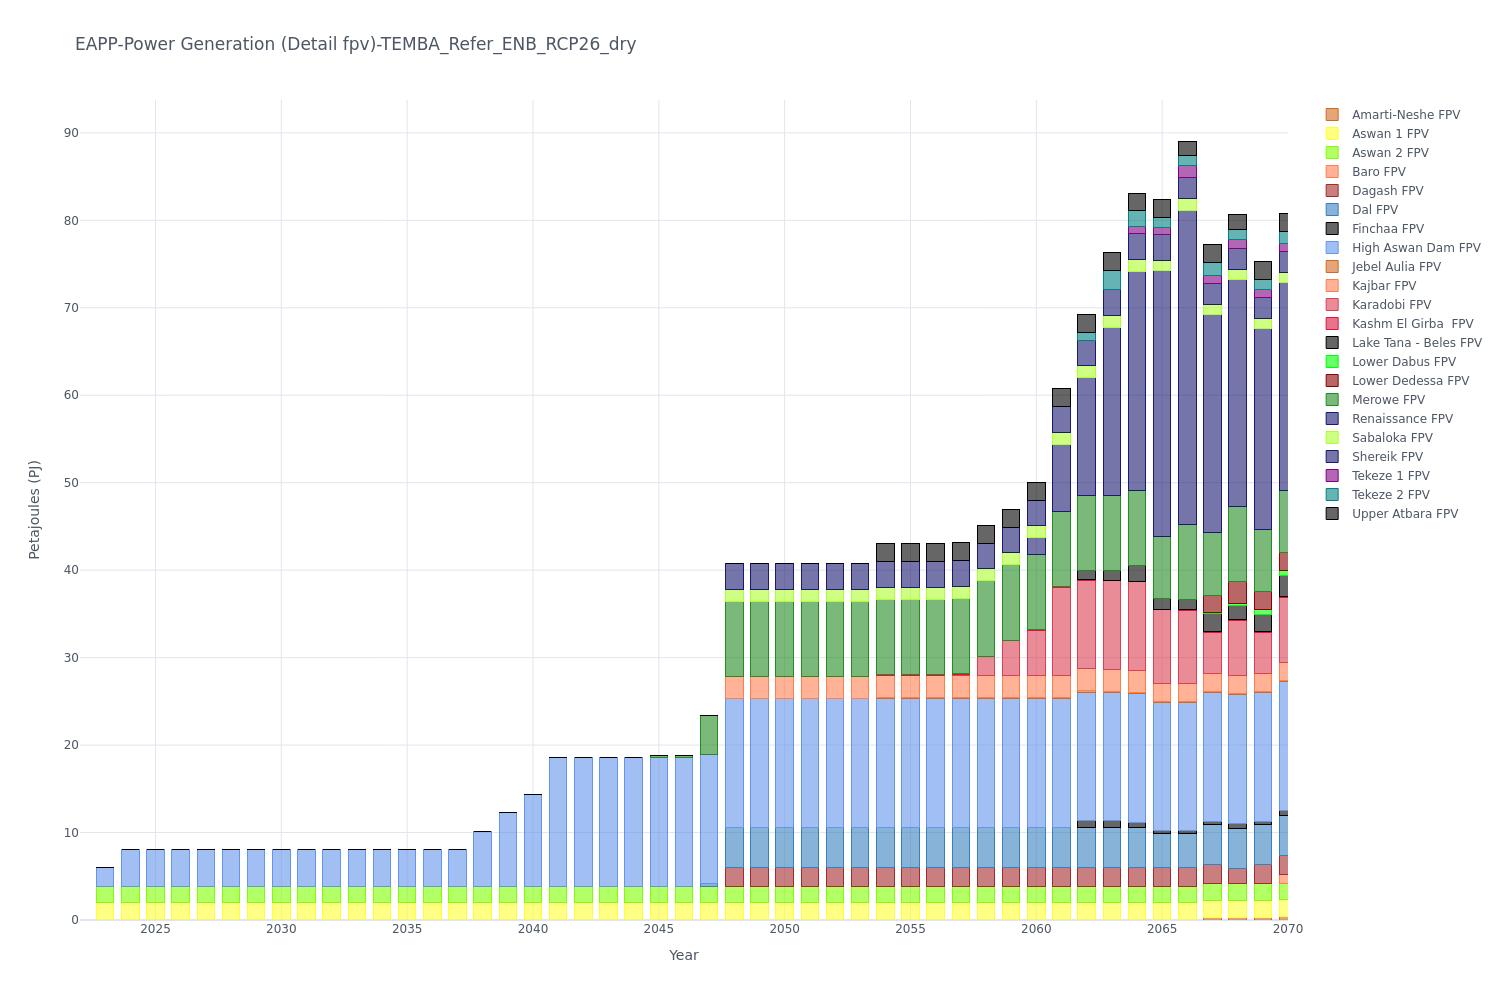 EAPP-Power Generation (Detail fpv)-TEMBA_Refer_ENB_RCP26_dry
Petajoules (PJ)
90
80
70
60
50
40
30
20
10
0
2025
2030
2035
2040
2045
2050
2055
2060
2065
2070
Year
Amarti-Neshe FPV
Aswan 1 FPV
Aswan 2 FPV
Baro FPV
Dagash FPV
Dal FPV
Finchaa FPV
High Aswan Dam FPV
Jebel Aulia FPV
Kajbar FPV
Karadobi FPV
Kashm El Girba  FPV
Lake Tana - Beles FPV
Lower Dabus FPV
Lower Dedessa FPV
Merowe FPV
Renaissance FPV
Sabaloka FPV
Shereik FPV
Tekeze 1 FPV
Tekeze 2 FPV
Upper Atbara FPV